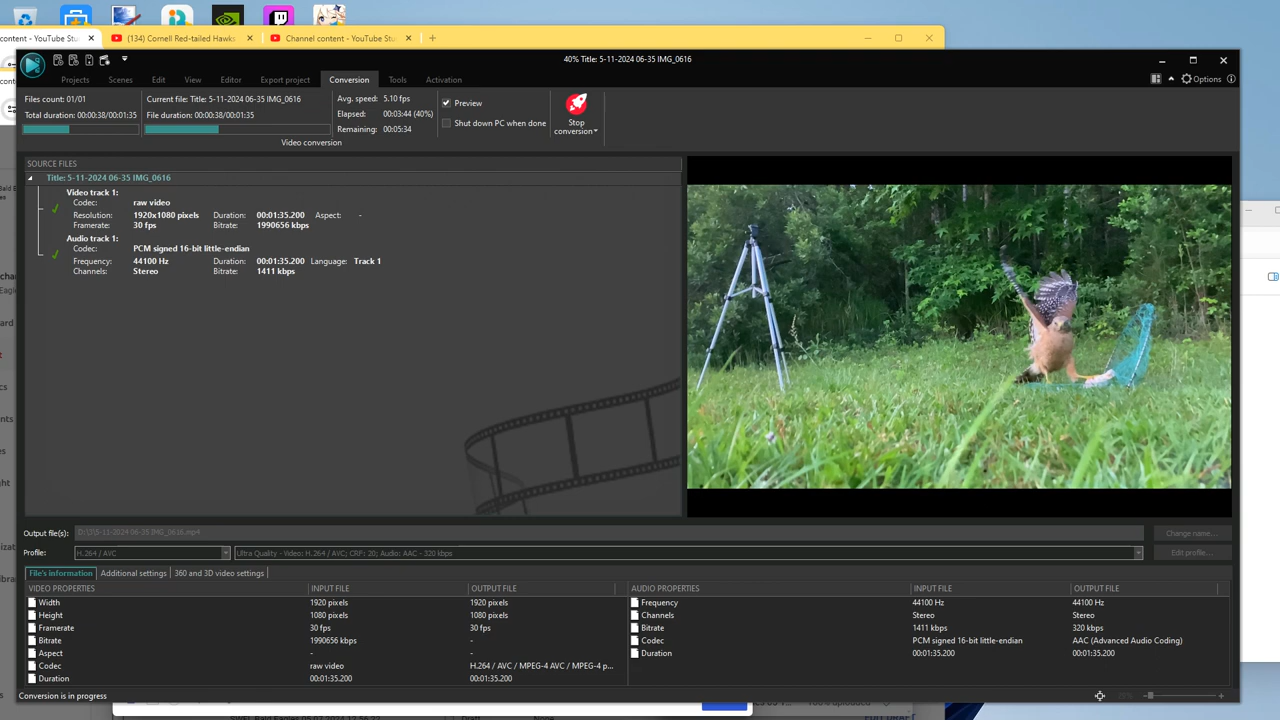 content - YouTube Stu
(134) Cornell Red-tailed Hawks
Channel content - YouTube Stu
40% Title: 5-11-2024 06-35 IMG_0616
Projects Scenes Edit View Editor Export project Conversion Tools Activation
Options
Files count: 01/01
Total duration: 00:00:38/00:01:35
Current file: Title: 5-11-2024 06-35 IMG_0616
File duration: 00:00:38/00:01:35
Avg. speed: 5.10 fps
Elapsed: 00:03:44 (40%)
Remaining: 00:05:34
Preview
Shut down PC when done
Stop
conversion
Video conversion
SOURCE FILES
Title: 5-11-2024 06-35 IMG_0616
Video track 1:
Codec: raw video
Resolution: 1920x1080 pixels Duration: 00:01:35.200 Aspect: -
Framerate: 30 fps Bitrate: 1990656 kbps
Audio track 1:
Codec: PCM signed 16-bit little-endian
Frequency: 44100 Hz Duration: 00:01:35.200 Language: Track 1
Channels: Stereo Bitrate: 1411 kbps
Output file(s): D:\J\5-11-2024 06-35 IMG_0616.mp4 Change name...
Profile: H.264 / AVC Ultra Quality - Video: H.264 / AVC; CRF: 20; Audio: AAC - 320 kbps Edit profile...
File's information Additional settings 360 and 3D video settings
VIDEO PROPERTIES INPUT FILE OUTPUT FILE
Width 1920 pixels 1920 pixels
Height 1080 pixels 1080 pixels
Framerate 30 fps 30 fps
Bitrate 1990656 kbps -
Aspect - -
Codec raw video H.264 / AVC / MPEG-4 AVC / MPEG-4 p...
Duration 00:01:35.200 00:01:35.200
AUDIO PROPERTIES INPUT FILE OUTPUT FILE
Frequency 44100 Hz 44100 Hz
Channels Stereo Stereo
Bitrate 1411 kbps 320 kbps
Codec PCM signed 16-bit little-endian AAC (Advanced Audio Coding)
Duration 00:01:35.200 00:01:35.200
Conversion is in progress